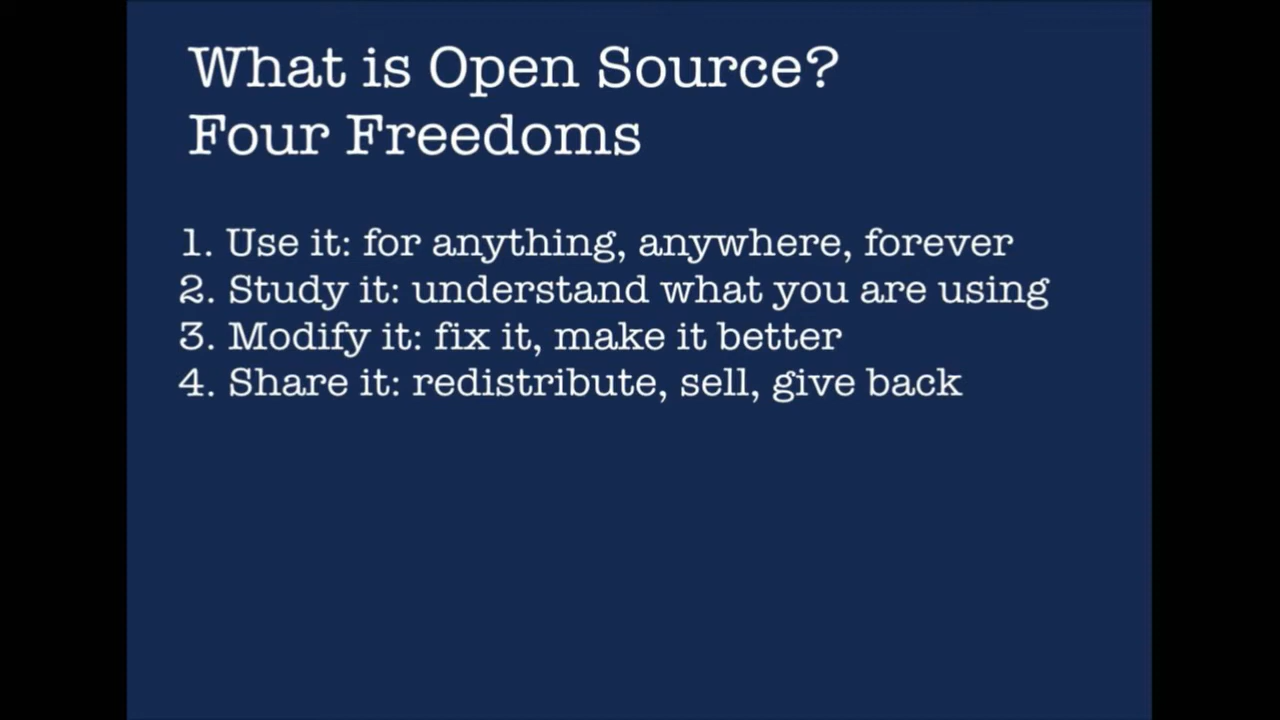 What is Open Source?
Four Freedoms
1. Use it: for anything, anywhere, forever
2. Study it: understand what you are using
3. Modify it: fix it, make it better
4. Share it: redistribute, sell, give back